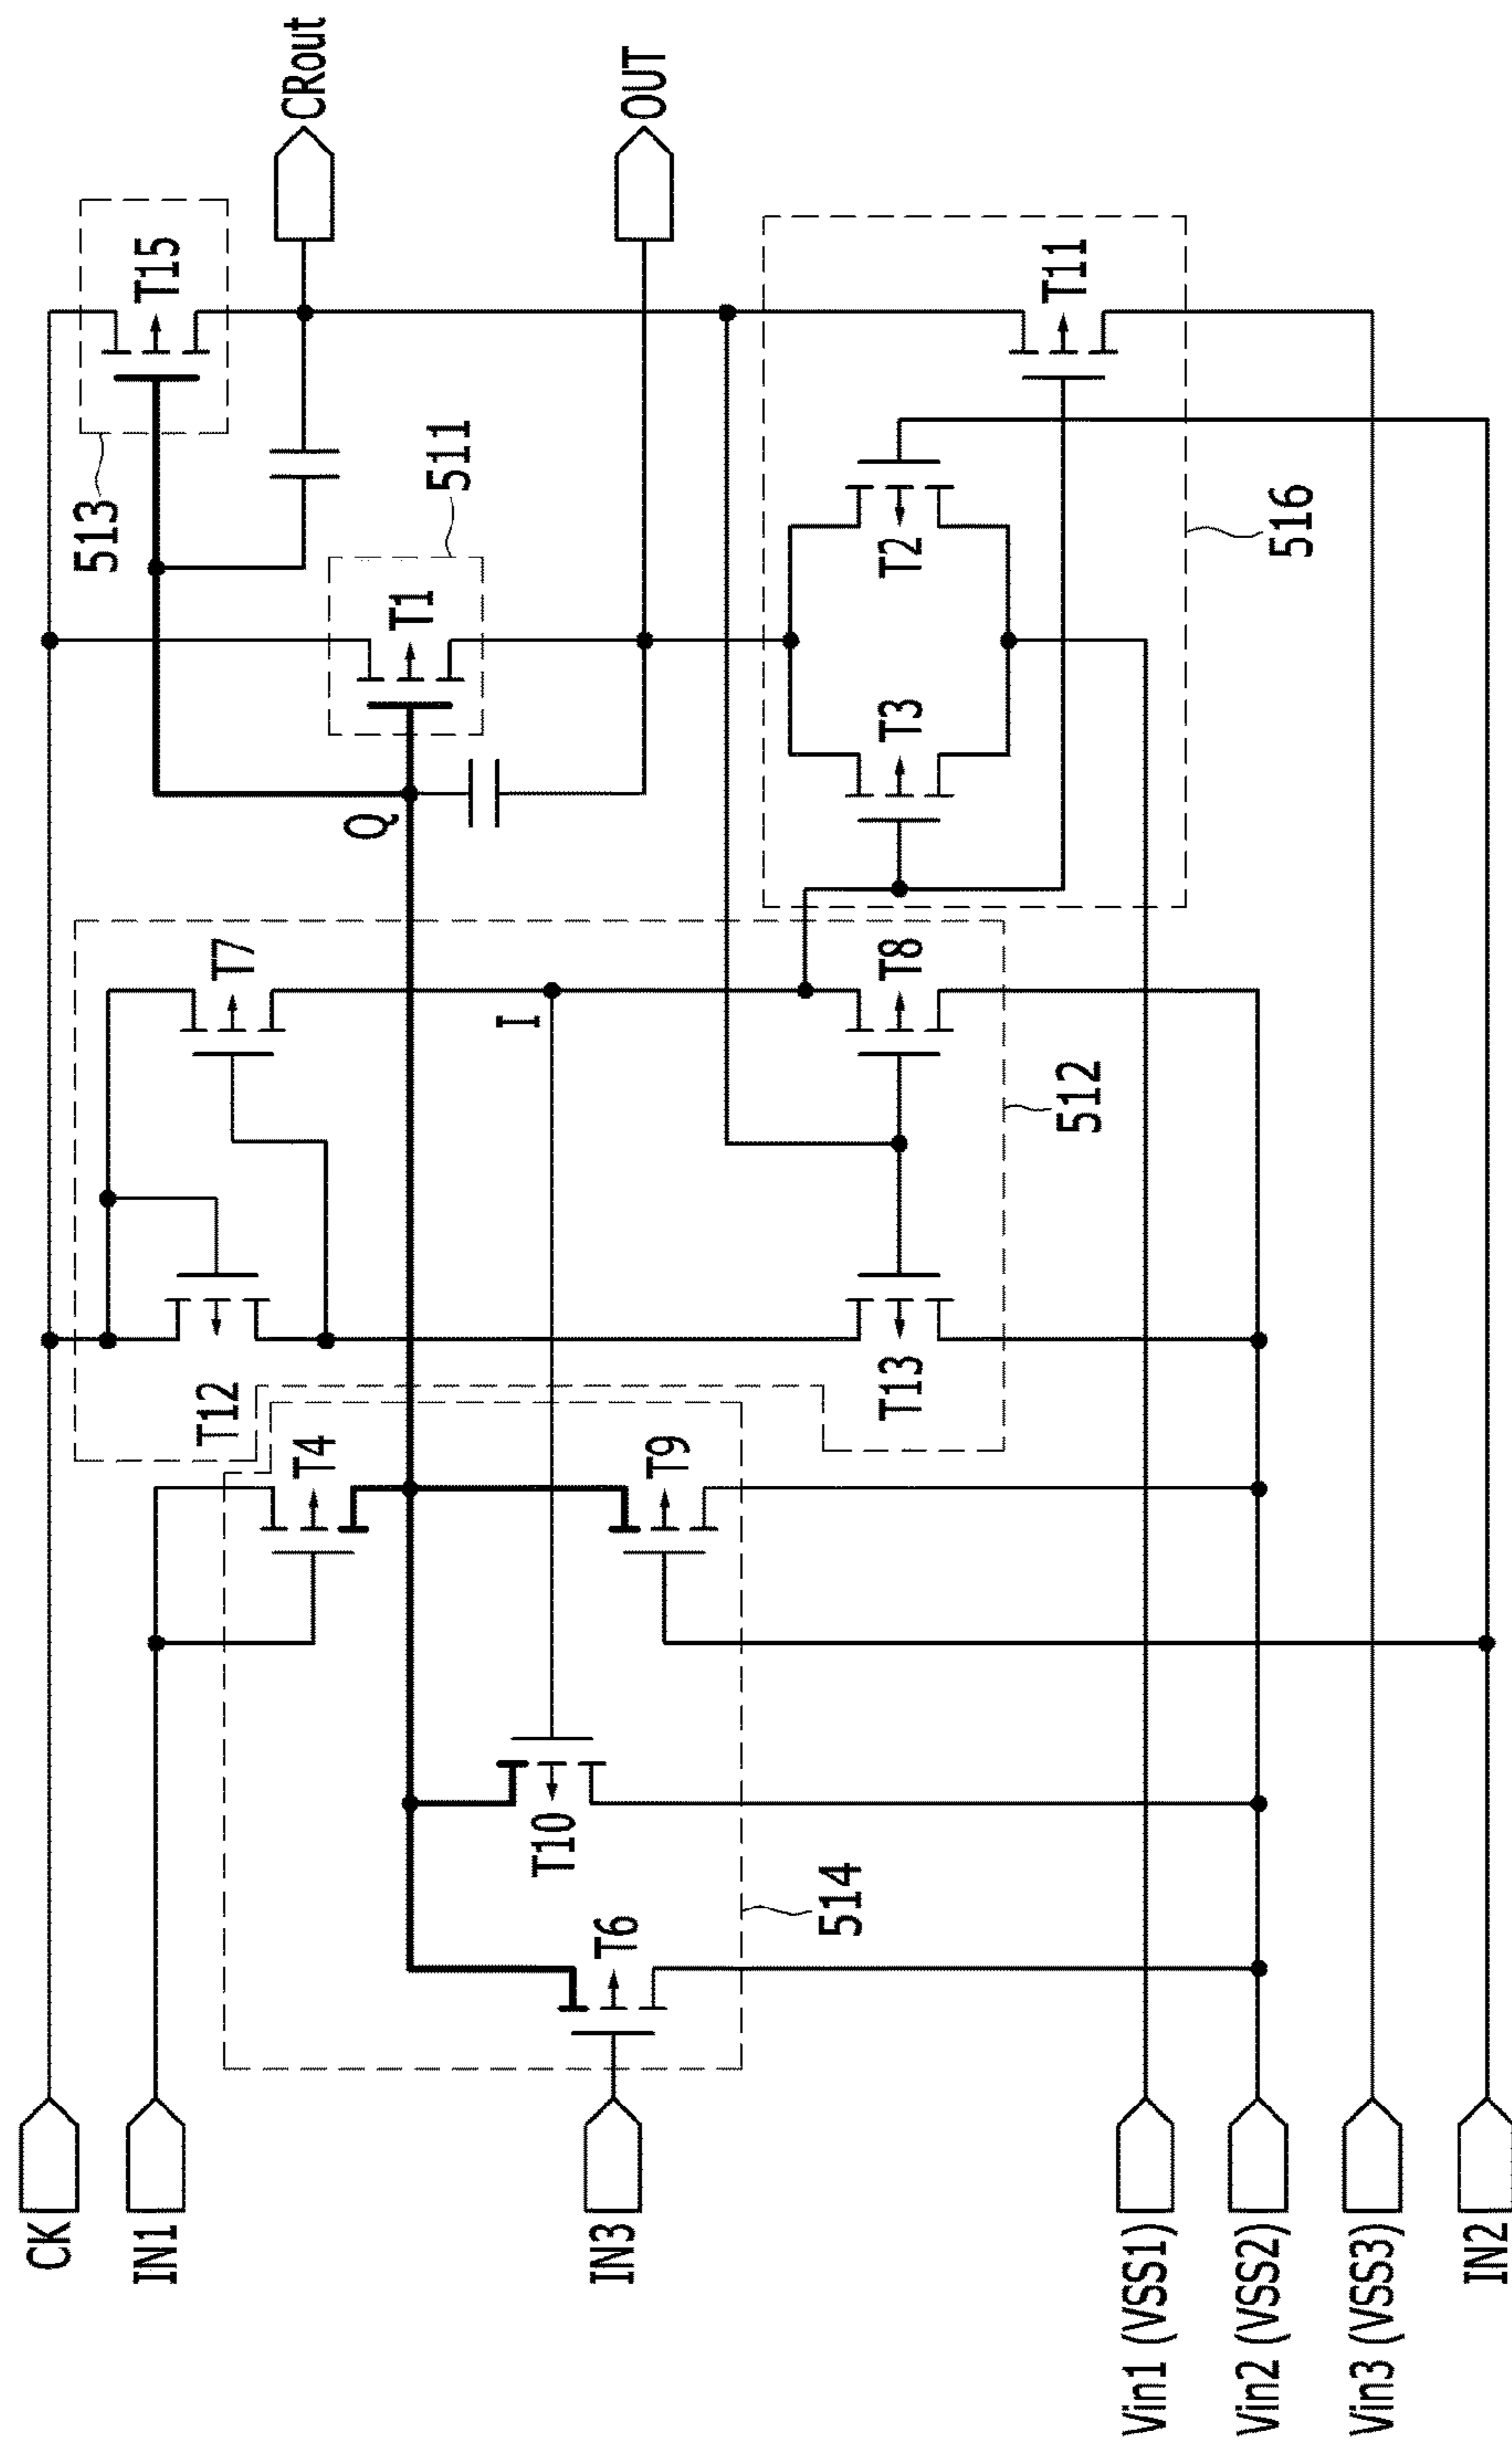 CK
IN1
IN3
Vin1 (VSS1)
Vin2 (VSS2)
Vin3 (VSS3)
IN2
T12
T7
T4
T9
T10
T6
514
T13
T8
512
I
Q
T1
511
T15
513
T3
T2
T11
516
CRout
OUT